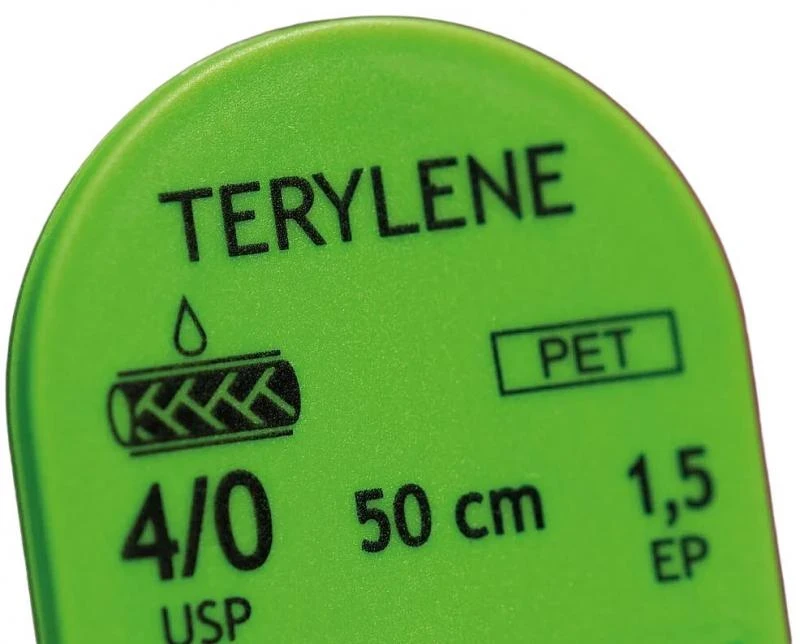 TERYLENE
PET
4/0 50 cm 1,5
USP EP